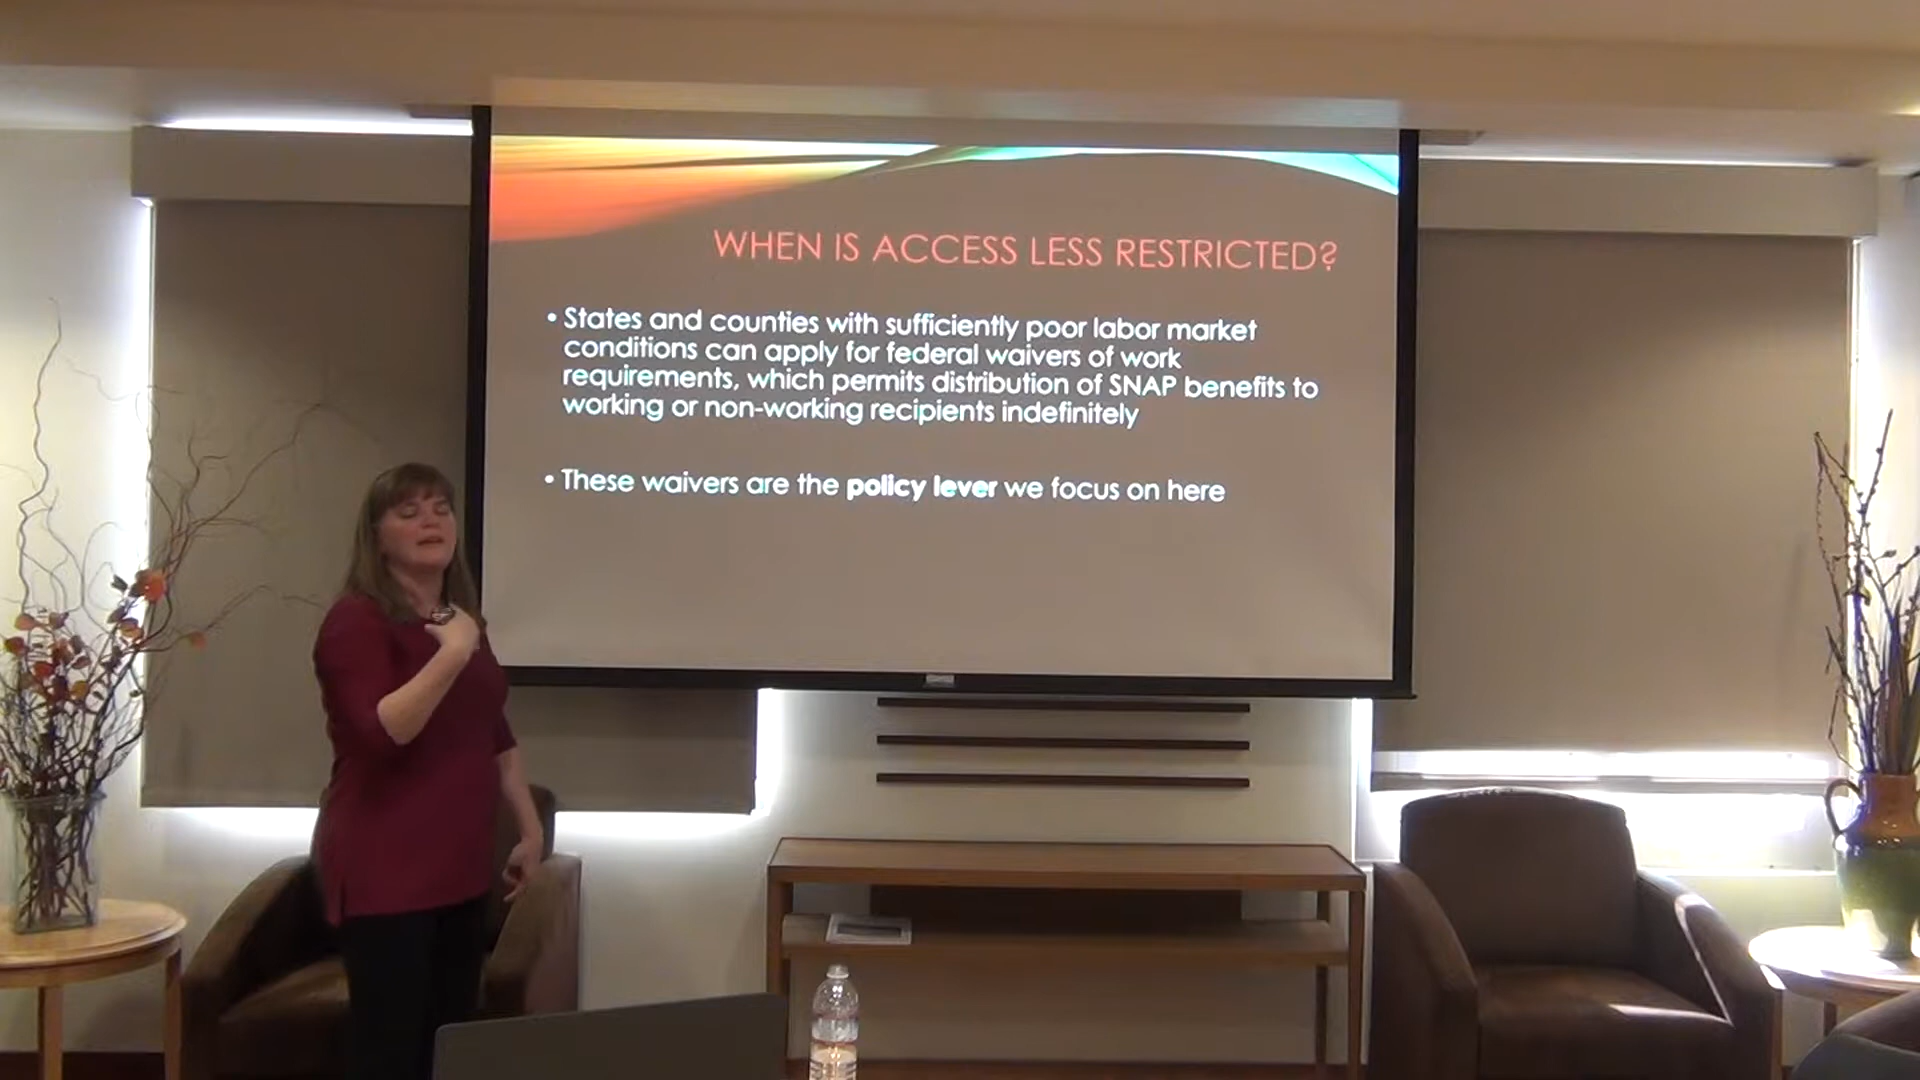 WHEN IS ACCESS LESS RESTRICTED?
• States and counties with sufficiently poor labor market
conditions can apply for federal waivers of work
requirements, which permits distribution of SNAP benefits to
working or non-working recipients indefinitely
• These waivers are the policy lever we focus on here